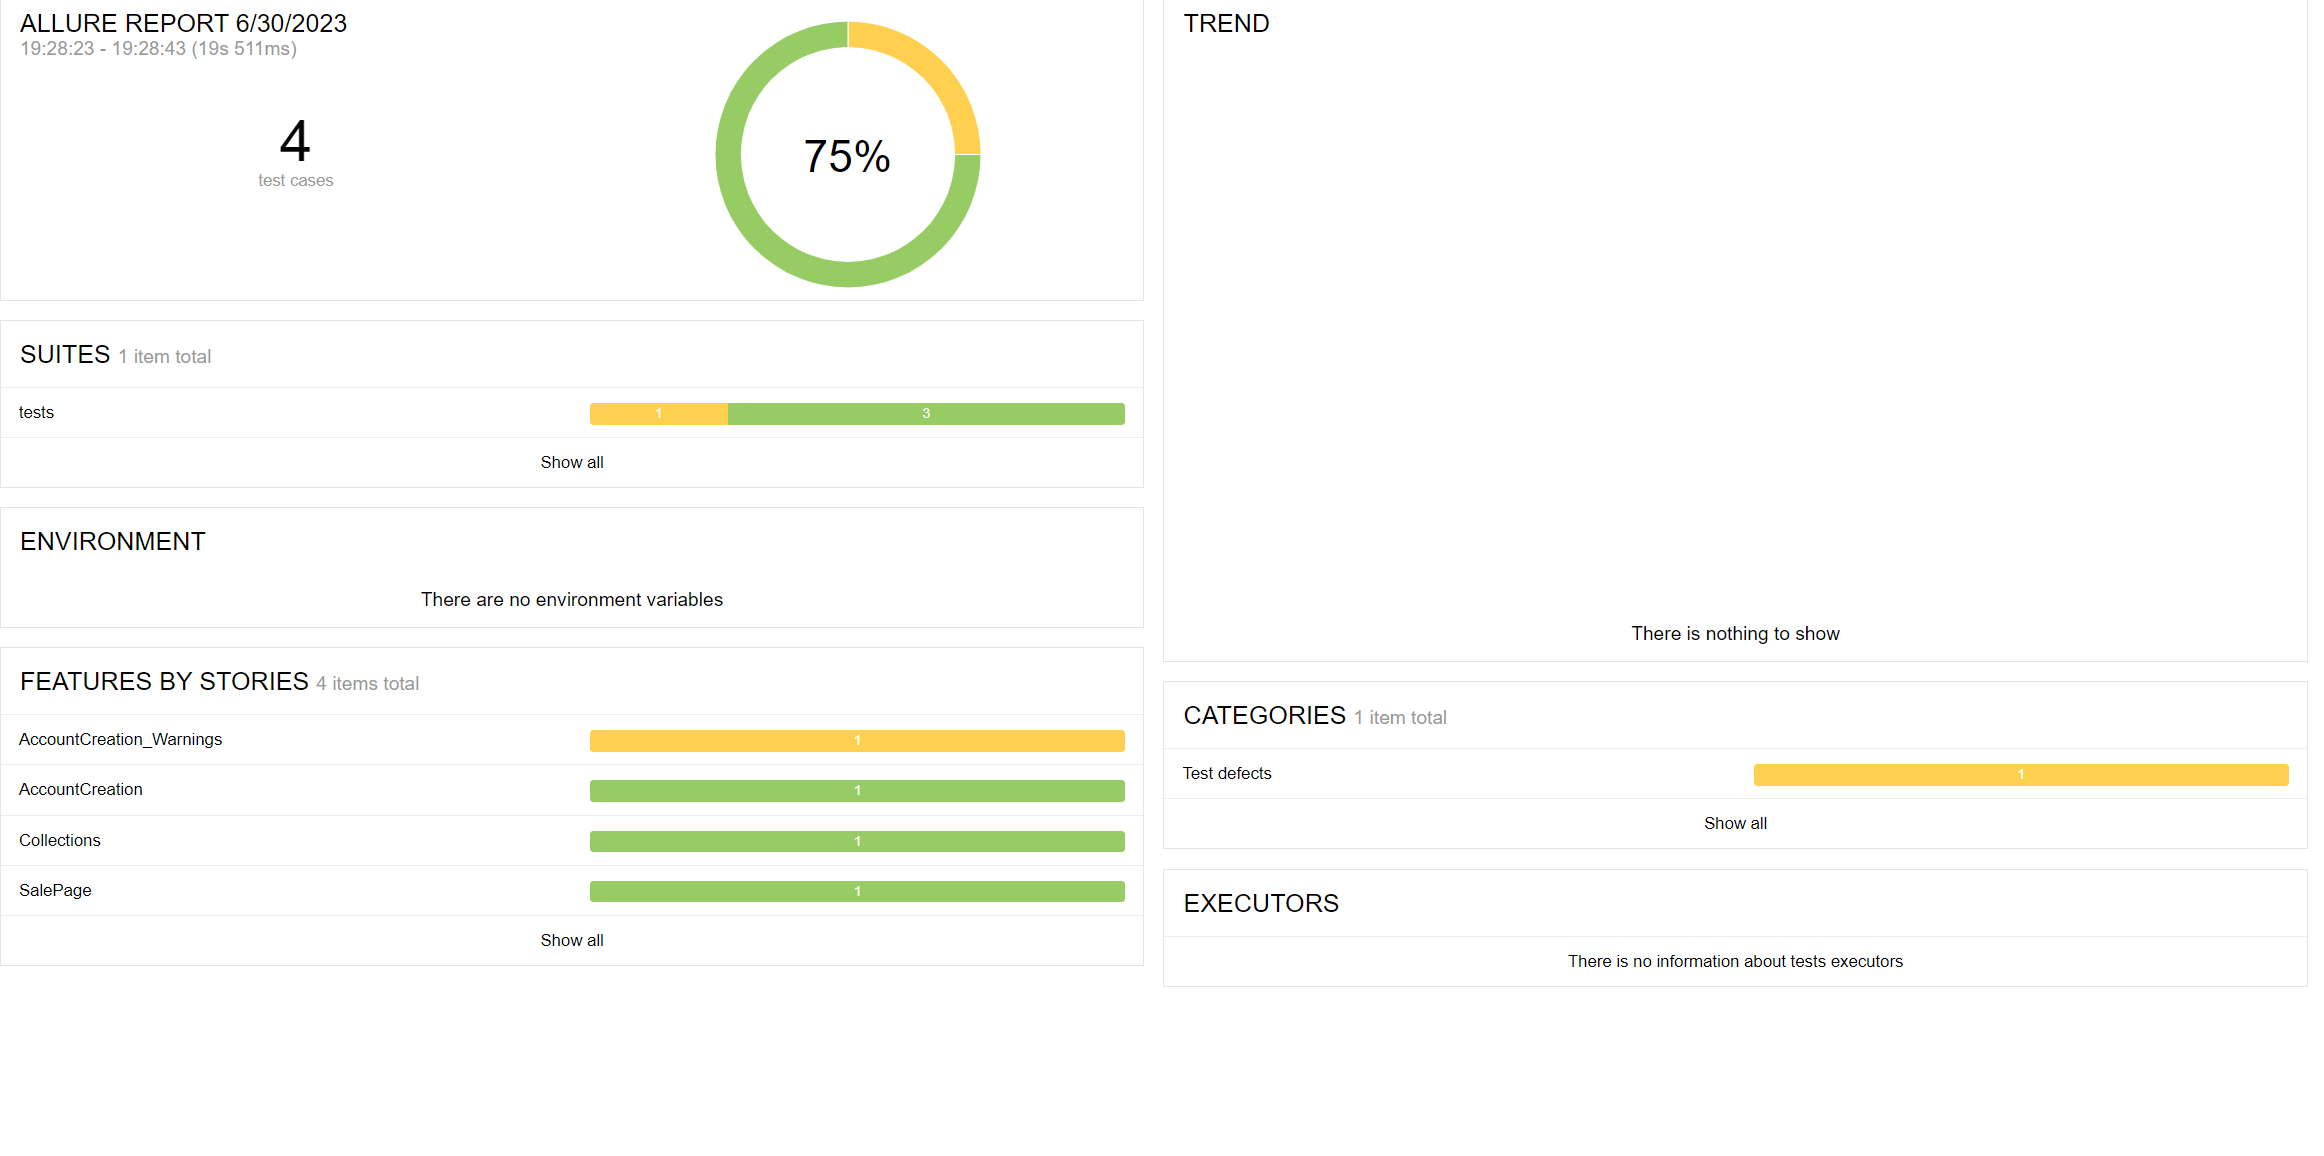 ALLURE REPORT 6/30/2023
19:28:23 - 19:28:43 (19s 511ms)
4
test cases
75%
SUITES 1 item total
tests
1 3
Show all
ENVIRONMENT
There are no environment variables
FEATURES BY STORIES 4 items total
AccountCreation_Warnings
1
AccountCreation
1
Collections
1
SalePage
1
Show all
TREND
There is nothing to show
CATEGORIES 1 item total
Test defects
1
Show all
EXECUTORS
There is no information about tests executors